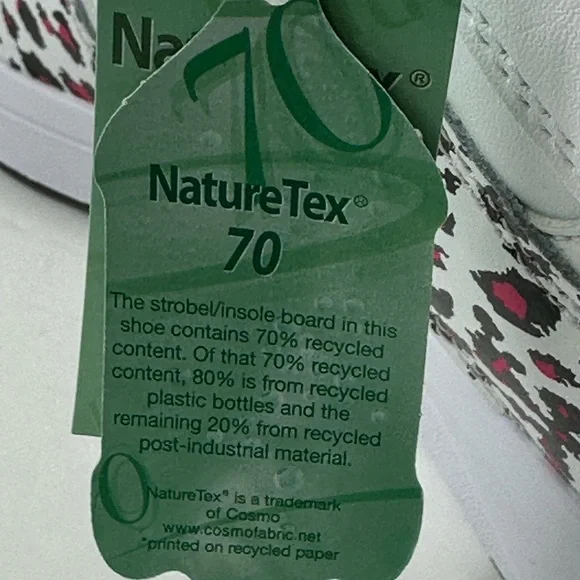 70
NatureTex®
70
The strobel/insole board in this
shoe contains 70% recycled
content. Of that 70% recycled
content, 80% is from recycled
plastic bottles and the
remaining 20% from recycled
post-industrial material.
NatureTex® is a trademark
of Cosmo
www.cosmofabric.net
*printed on recycled paper